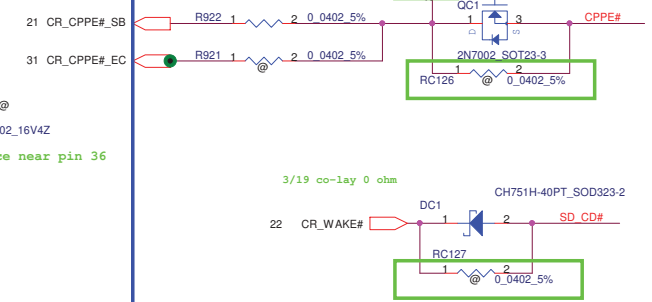 QC1
21 CR_CPPE#_SB R922 1 2 0_0402_5% 1 D S 3 CPPE#
31 CR_CPPE#_EC R921 1 @ 2 0_0402_5% 2N7002_SOT23-3
1 2
RC126 @ 0_0402_5%
@
02_16V4Z
ce near pin 36
3/19 co-lay 0 ohm
CH751H-40PT_SOD323-2
DC1
22 CR_WAKE# 1 2 SD_CD#
RC127
1 2
@ 0_0402_5%